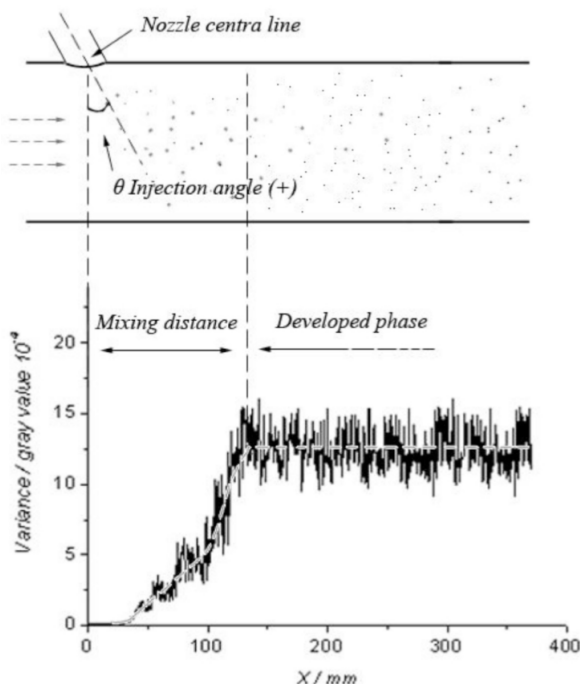 Nozzle centra line
θ Injection angle (+)
Mixing distance
Developed phase
Variance / gray value 10⁻⁸
20
15
10
5
0
0
100
200
300
400
X / mm